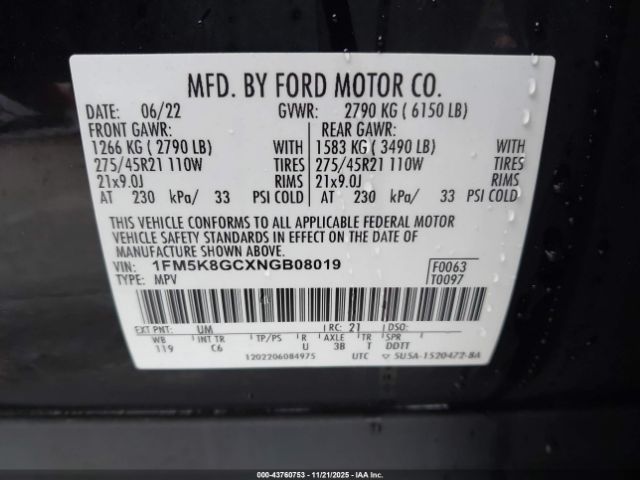 MFD. BY FORD MOTOR CO.
DATE: 06/22 GVWR: 2790 KG ( 6150 LB)
FRONT GAWR: REAR GAWR:
1266 KG ( 2790 LB) WITH 1583 KG ( 3490 LB) WITH
275/45R21 110W TIRES 275/45R21 110W TIRES
21x9.0J RIMS 21x9.0J RIMS
AT 230 kPa/ 33 PSI COLD AT 230 kPa/ 33 PSI COLD
THIS VEHICLE CONFORMS TO ALL APPLICABLE FEDERAL MOTOR
VEHICLE SAFETY STANDARDS IN EFFECT ON THE DATE OF
MANUFACTURE SHOWN ABOVE.
VIN: 1FM5K8GCXNGB08019 F0063
TYPE: MPV T0097
EXT PNT: UM RC: 21 DSO:
WB INT TR TP/PS R AXLE TR SPR
119 C6 U 3B T DDTT
1202206084975 UTC 5U5A-1520472-8A
000-43760753 - 11/21/2025 - IAA Inc.